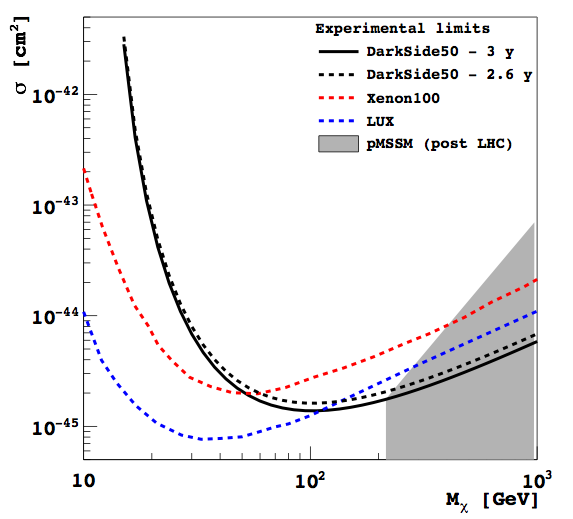 Experimental limits
DarkSide50 - 3 y
DarkSide50 - 2.6 y
Xenon100
LUX
pMSSM (post LHC)
σ [cm²]
10⁻⁴²
10⁻⁴³
10⁻⁴⁴
10⁻⁴⁵
10
10²
10³
Mχ [GeV]